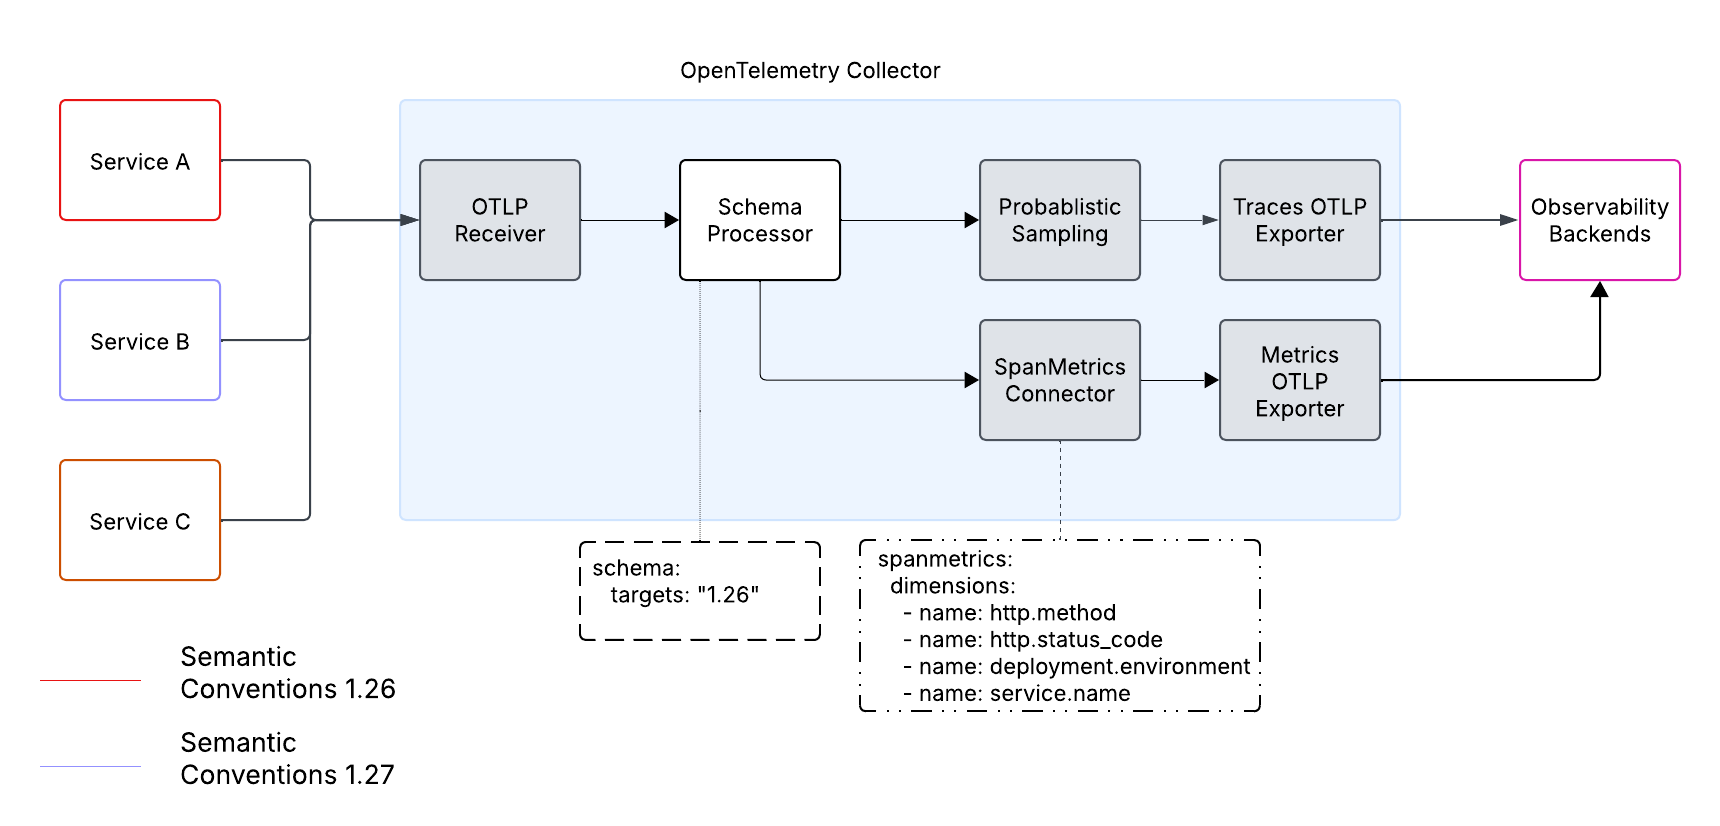 OpenTelemetry Collector
Service A
Service B
Service C
OTLP
Receiver
Schema
Processor
Probablistic
Sampling
Traces OTLP
Exporter
Observability
Backends
SpanMetrics
Connector
Metrics
OTLP
Exporter
schema:
targets: "1.26"
spanmetrics:
dimensions:
- name: http.method
- name: http.status_code
- name: deployment.environment
- name: service.name
Semantic
Conventions 1.26
Semantic
Conventions 1.27